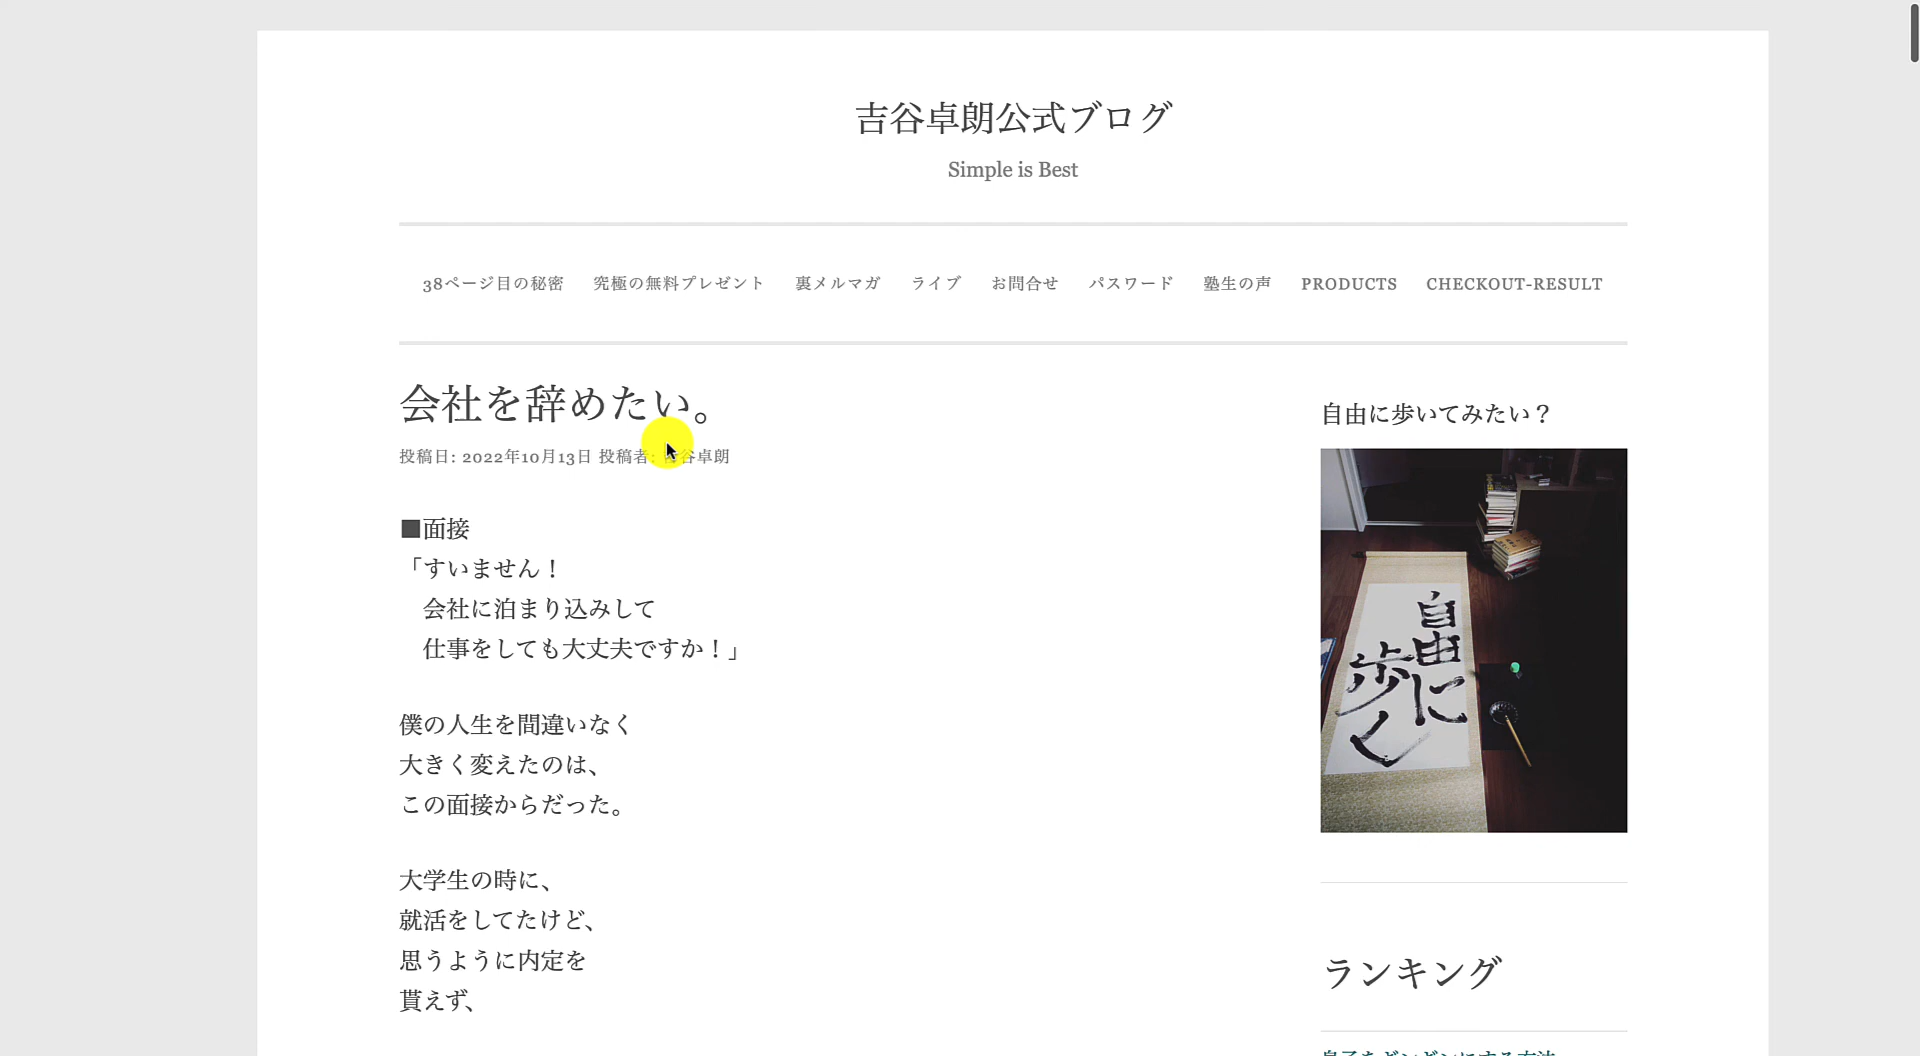 吉谷卓朗公式ブログ
Simple is Best
38ページ目の秘密 究極の無料プレゼント 裏メルマガ ライブ お問合せ パスワード 塾生の声 PRODUCTS CHECKOUT-RESULT
会社を辞めたい。
投稿日: 2022年10月13日 投稿者: 吉谷卓朗
■面接
「すいません！
会社に泊まり込みして
仕事をしても大丈夫ですか！」
僕の人生を間違いなく
大きく変えたのは、
この面接からだった。
大学生の時に、
就活をしてたけど、
思うように内定を
貰えず、
自由に歩いてみたい？
自由に
歩く
ランキング